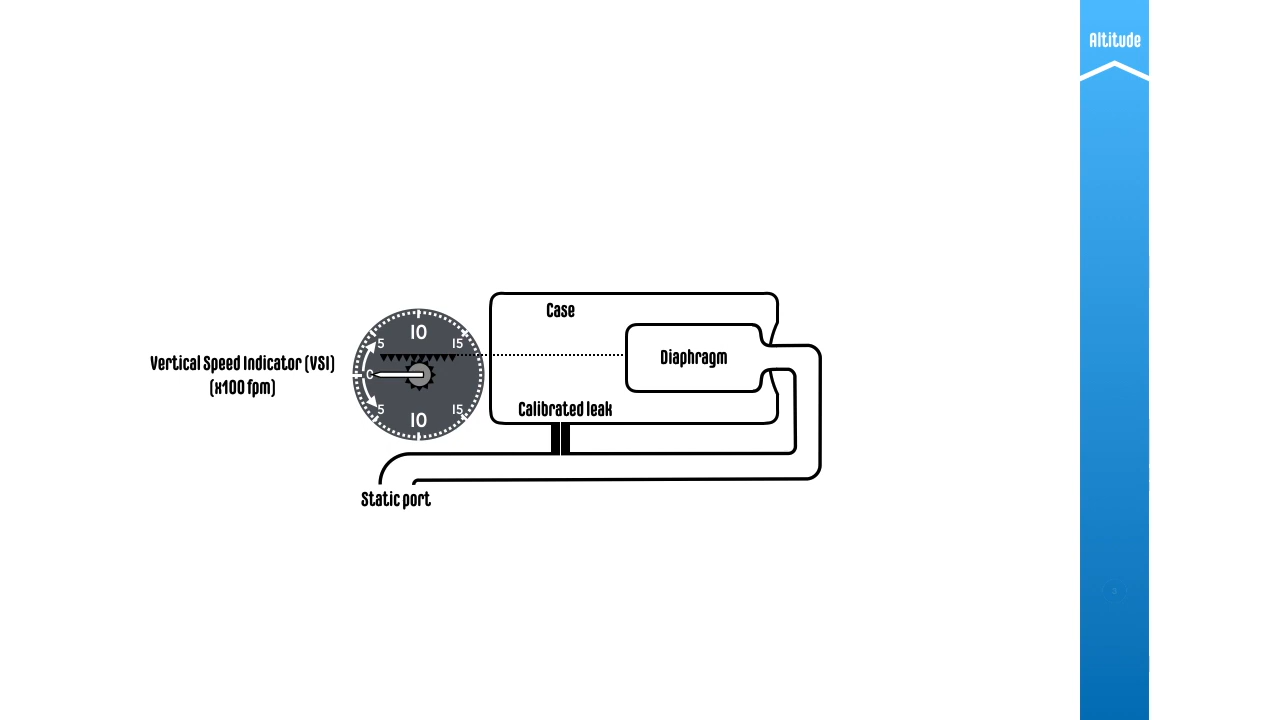 Altitude
Case
10
5
15
Diaphragm
Vertical Speed Indicator (VSI)
(x100 fpm)
5
15
10
Calibrated leak
Static port